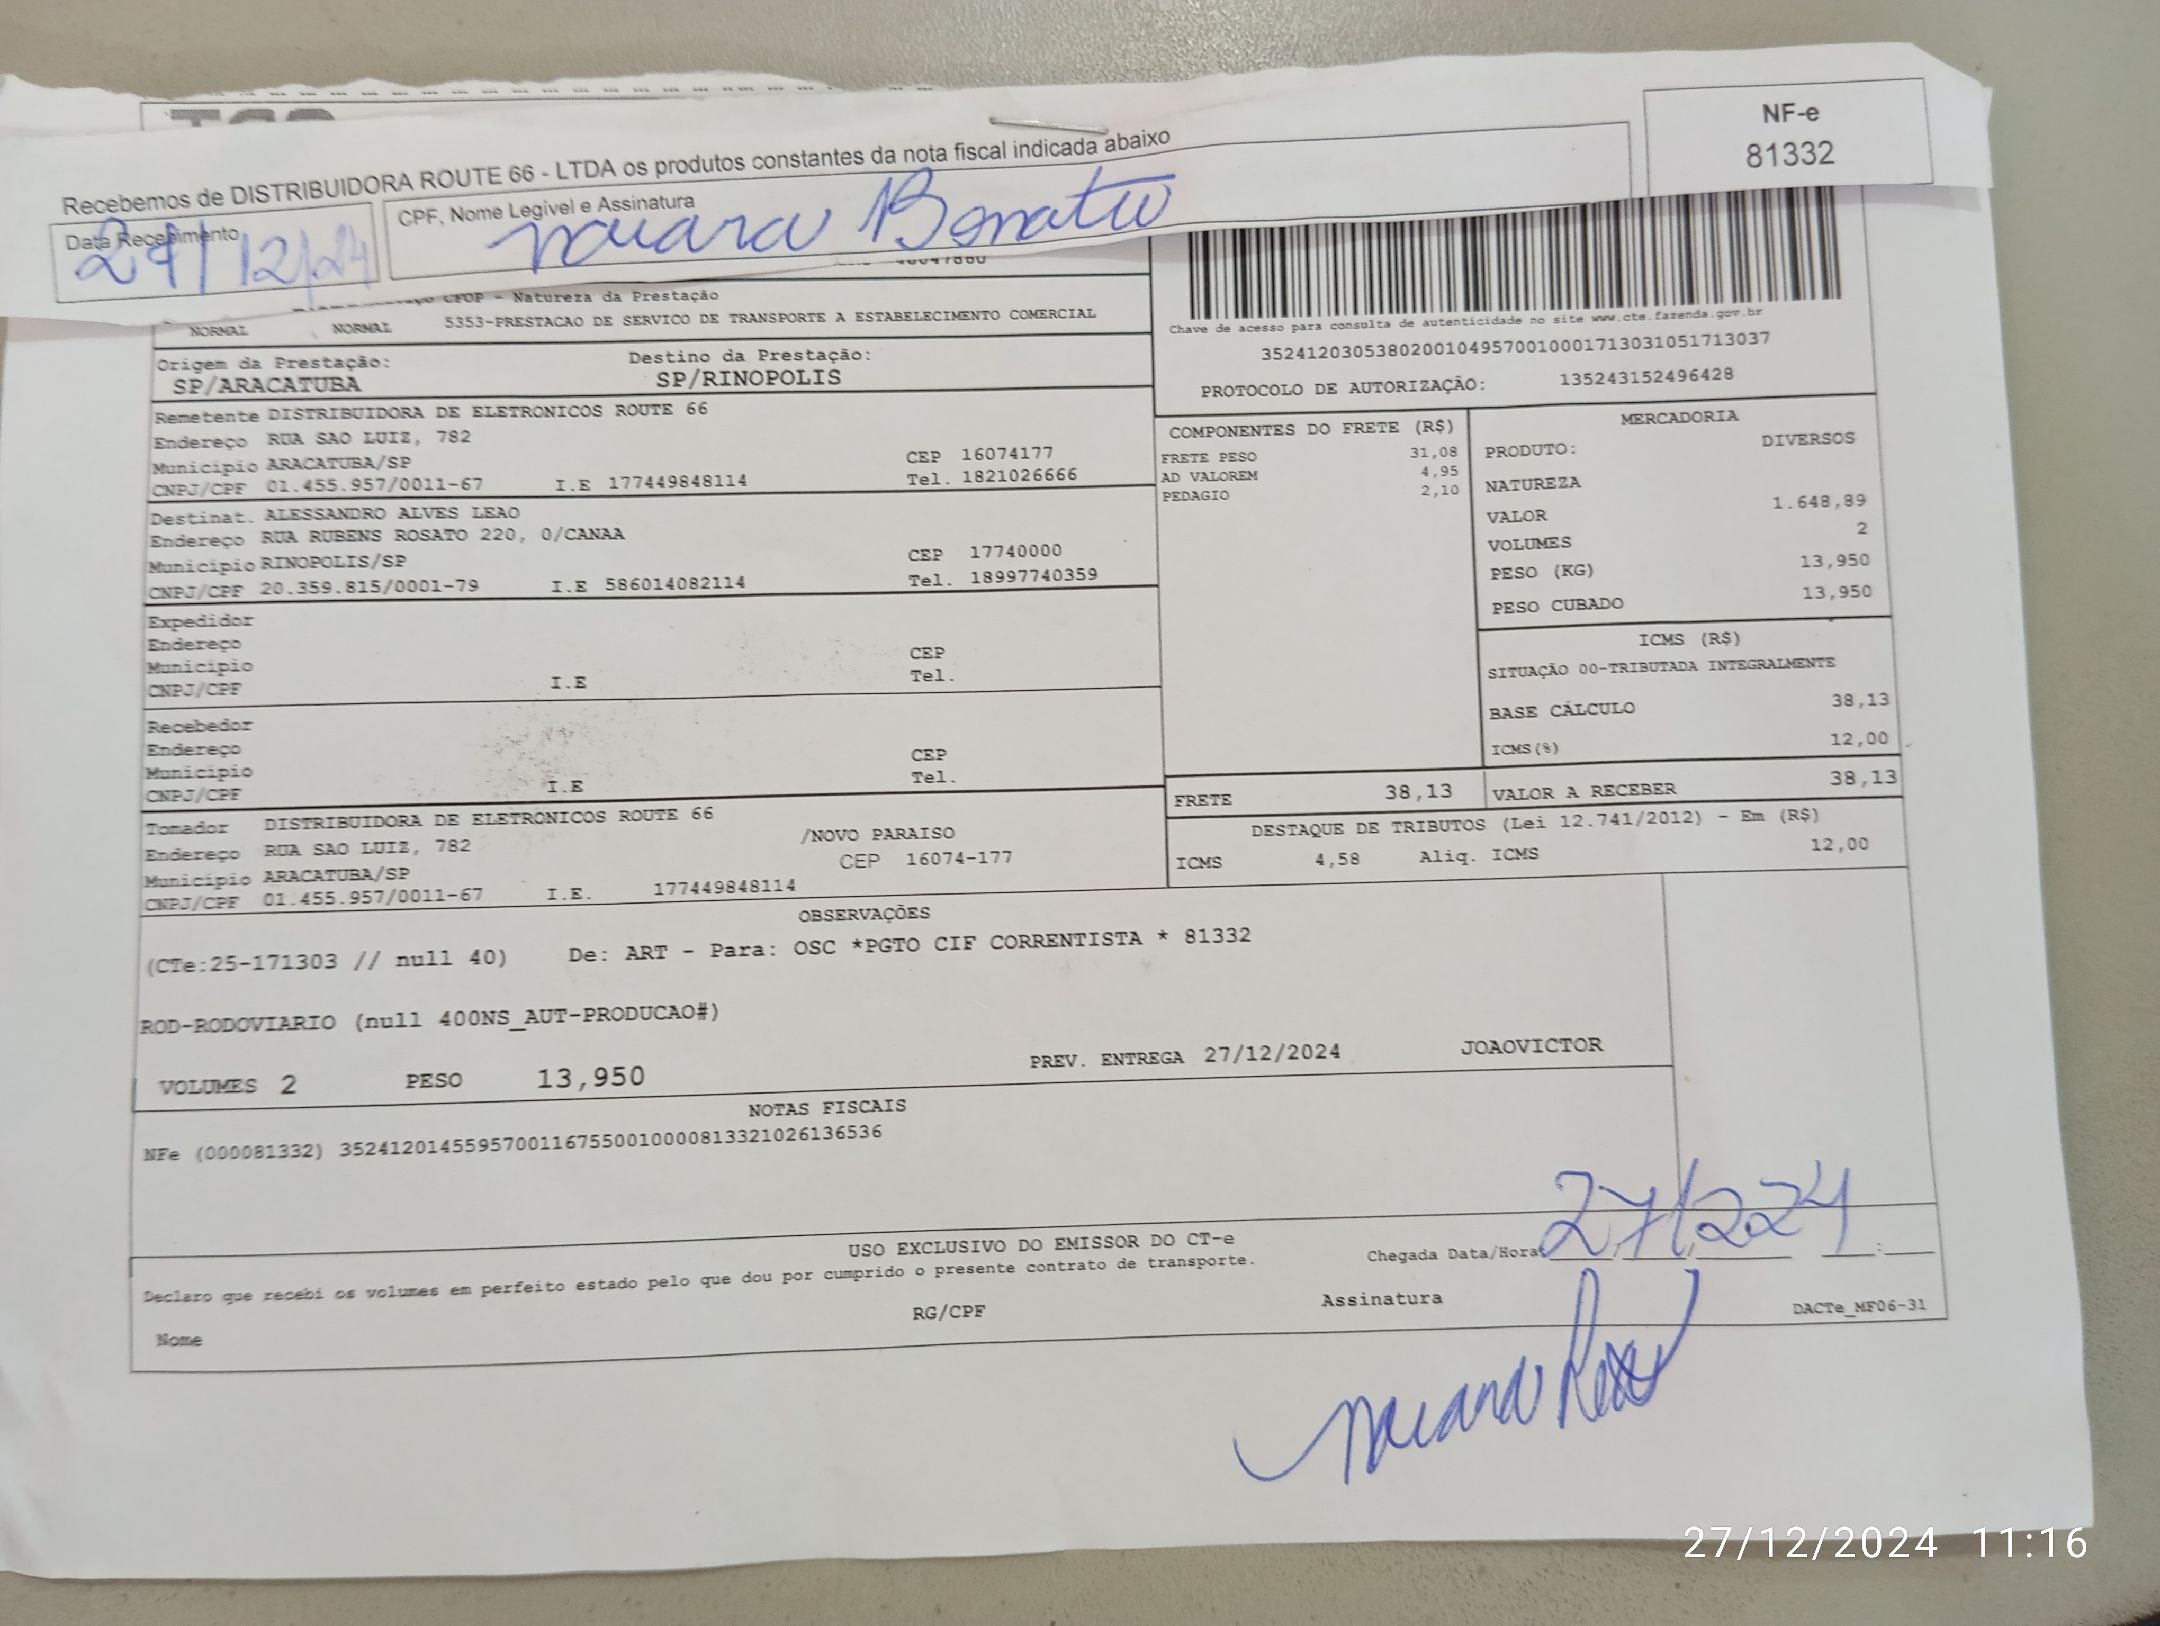 Recebemos de DISTRIBUIDORA ROUTE 66 - LTDA os produtos constantes da nota fiscal indicada abaixo
NF-e
81332
Data Recebimento
27/12/24
CPF, Nome Legível e Assinatura
CFOP - Natureza da Prestação
NORMAL NORMAL 5353-PRESTACAO DE SERVICO DE TRANSPORTE A ESTABELECIMENTO COMERCIAL
Chave de acesso para consulta de autenticidade no site www.cte.fazenda.gov.br
35241203053802001049570010001713031051713037
PROTOCOLO DE AUTORIZAÇÃO: 135243152496428
Origem da Prestação: Destino da Prestação:
SP/ARACATUBA SP/RINOPOLIS
Remetente DISTRIBUIDORA DE ELETRONICOS ROUTE 66
Endereço RUA SAO LUIZ, 782
Município ARACATUBA/SP CEP 16074177
CNPJ/CPF 01.455.957/0011-67 I.E 177449848114 Tel. 1821026666
Destinat. ALESSANDRO ALVES LEAO
Endereço RUA RUBENS ROSATO 220, 0/CANAA
Município RINOPOLIS/SP CEP 17740000
CNPJ/CPF 20.359.815/0001-79 I.E 586014082114 Tel. 18997740359
Expedidor
Endereço
Município CEP
CNPJ/CPF I.E Tel.
Recebedor
Endereço
Município CEP
CNPJ/CPF I.E Tel.
Tomador DISTRIBUIDORA DE ELETRONICOS ROUTE 66
Endereço RUA SAO LUIZ, 782 /NOVO PARAISO
Município ARACATUBA/SP CEP 16074-177
CNPJ/CPF 01.455.957/0011-67 I.E. 177449848114
COMPONENTES DO FRETE (R$)
FRETE PESO 31,08
AD VALOREM 4,95
PEDAGIO 2,10
MERCADORIA
PRODUTO: DIVERSOS
NATUREZA
VALOR 1.648,89
VOLUMES 2
PESO (KG) 13,950
PESO CUBADO 13,950
ICMS (R$)
SITUAÇÃO 00-TRIBUTADA INTEGRALMENTE
BASE CÁLCULO 38,13
ICMS(%) 12,00
FRETE 38,13 VALOR A RECEBER 38,13
DESTAQUE DE TRIBUTOS (Lei 12.741/2012) - Em (R$)
ICMS 4,58 Aliq. ICMS 12,00
OBSERVAÇÕES
(CTe:25-171303 // null 40) De: ART - Para: OSC *PGTO CIF CORRENTISTA * 81332
ROD-RODOVIARIO (null 400NS_AUT-PRODUCAO#)
VOLUMES 2 PESO 13,950 PREV. ENTREGA 27/12/2024 JOAOVICTOR
NOTAS FISCAIS
NFe (000081332) 35241201455957001167550010000813321026136536
USO EXCLUSIVO DO EMISSOR DO CT-e
Declaro que recebi os volumes em perfeito estado pelo que dou por cumprido o presente contrato de transporte.
Chegada Data/Hora
Nome RG/CPF Assinatura DACTe_MF06-31
27/12/2024 11:16